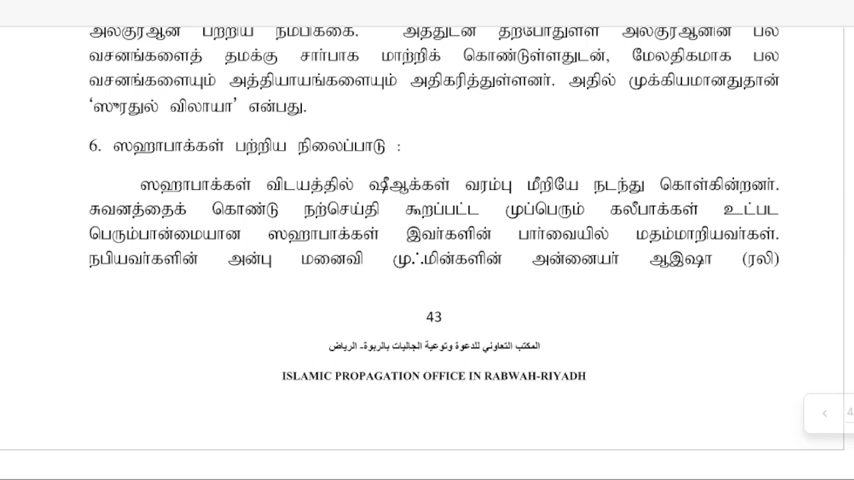 அல்குர்ஆன் பற்றிய நம்பிக்கை. அத்துடன் தற்போதுள்ள அல்குர்ஆனின் பல
வசனங்களைத் தமக்கு சார்பாக மாற்றிக் கொண்டுள்ளதுடன், மேலதிகமாக பல
வசனங்களையும் அத்தியாயங்களையும் அதிகரித்துள்ளனர். அதில் முக்கியமானதுதான்
‘ஸுரதுல் விலாயா’ என்பது.
6. ஸஹாபாக்கள் பற்றிய நிலைப்பாடு :
ஸஹாபாக்கள் விடயத்தில் ஷீஆக்கள் வரம்பு மீறியே நடந்து கொள்கின்றனர்.
சுவனத்தைக் கொண்டு நற்செய்தி கூறப்பட்ட முப்பெரும் கலீபாக்கள் உட்பட
பெரும்பான்மையான ஸஹாபாக்கள் இவர்களின் பார்வையில் மதம்மாறியவர்கள்.
நபியவர்களின் அன்பு மனைவி முஃமின்களின் அன்னையர் ஆஇஷா (ரலி)
43
المكتب التعاوني للدعوة وتوعية الجاليات بالربوة- الرياض
ISLAMIC PROPAGATION OFFICE IN RABWAH-RIYADH
‹ 4